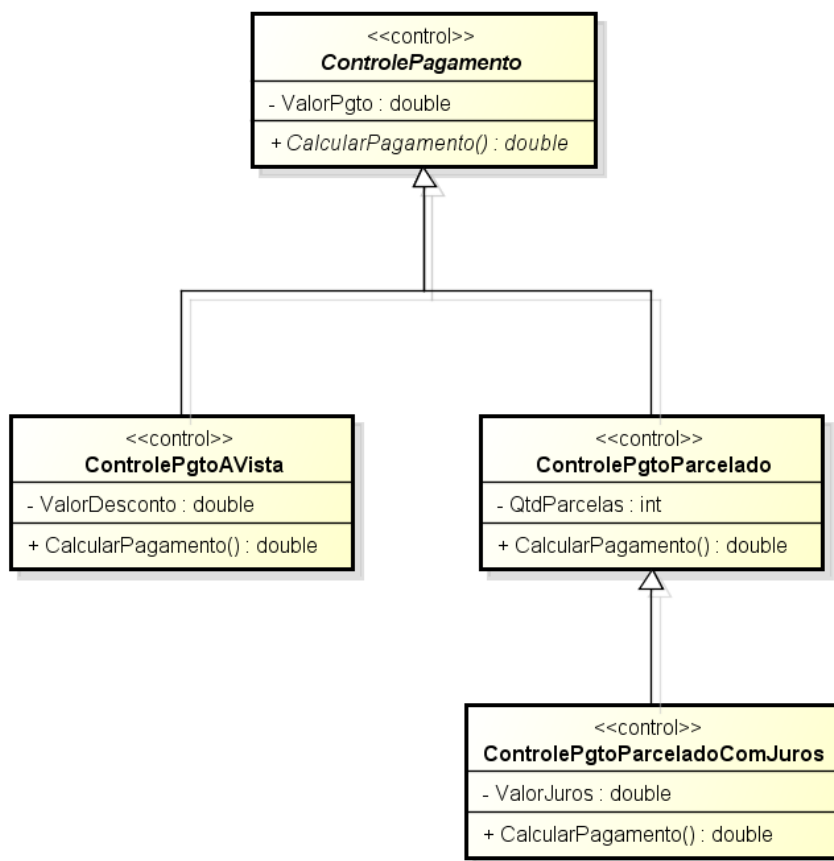 <<control>>
ControlePagamento
- ValorPgto : double
+ CalcularPagamento() : double
<<control>>
ControlePgtoAVista
- ValorDesconto : double
+ CalcularPagamento() : double
<<control>>
ControlePgtoParcelado
- QtdParcelas : int
+ CalcularPagamento() : double
<<control>>
ControlePgtoParceladoComJuros
- ValorJuros : double
+ CalcularPagamento() : double